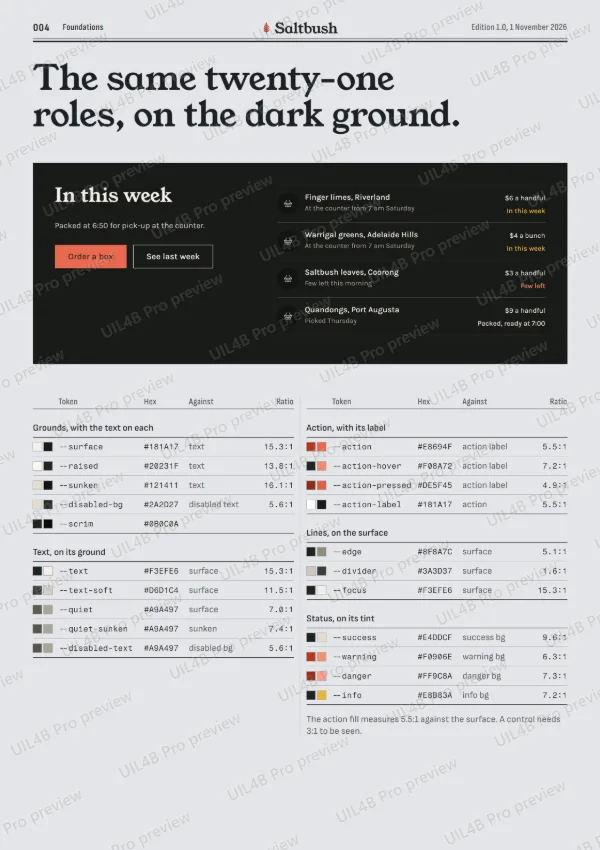 004 Foundations Saltbush Edition 1.0, 1 November 2026
The same twenty-one
roles, on the dark ground.
In this week
Packed at 6:50 for pick-up at the counter.
Order a box See last week
Finger limes, Riverland $6 a handful
At the counter from 7 am Saturday In this week
Warrigal greens, Adelaide Hills $4 a bunch
At the counter from 7 am Saturday In this week
Saltbush leaves, Coorong $3 a handful
Few left this morning Few left
Quandongs, Port Augusta $9 a handful
Picked Thursday Packed, ready at 7:00
Token Hex Against Ratio
Grounds, with the text on each
--surface #181A17 text 15.3:1
--raised #20231F text 13.8:1
--sunken #121411 text 16.1:1
--disabled-bg #2A2D27 disabled text 5.6:1
--scrim #0B0C0A
Text, on its ground
--text #F3EFE6 surface 15.3:1
--text-soft #D6D1C4 surface 11.5:1
--quiet #A9A497 surface 7.0:1
--quiet-sunken #A9A497 sunken 7.4:1
--disabled-text #A9A497 disabled bg 5.6:1
Token Hex Against Ratio
Action, with its label
--action #E8694F action label 5.5:1
--action-hover #F08A72 action label 7.2:1
--action-pressed #DE5F45 action label 4.9:1
--action-label #181A17 action 5.5:1
Lines, on the surface
--edge #8F8A7C surface 5.1:1
--divider #3A3D37 surface 1.6:1
--focus #F3EFE6 surface 15.3:1
Status, on its tint
--success #E4DDCF success bg 9.6:1
--warning #F0906E warning bg 6.3:1
--danger #FF9C8A danger bg 7.3:1
--info #E8B83A info bg 7.2:1
The action fill measures 5.5:1 against the surface. A control needs
3:1 to be seen.
UIL4B Pro preview